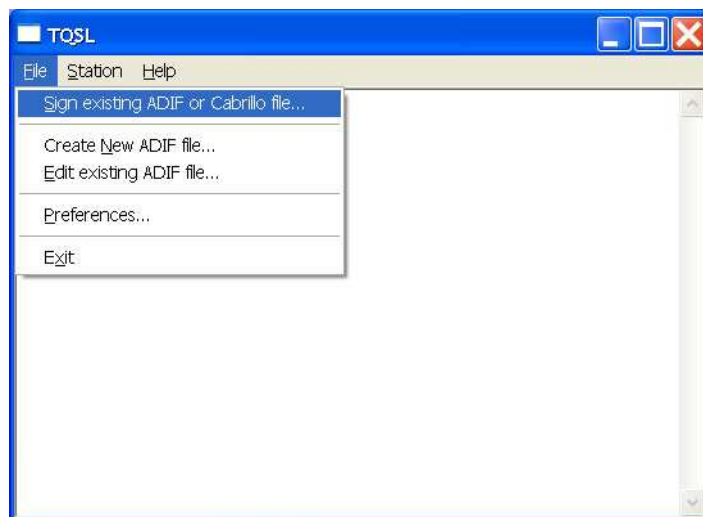 TQSL
File Station Help
Sign existing ADIF or Cabrillo file...
Create New ADIF file...
Edit existing ADIF file...
Preferences...
Exit